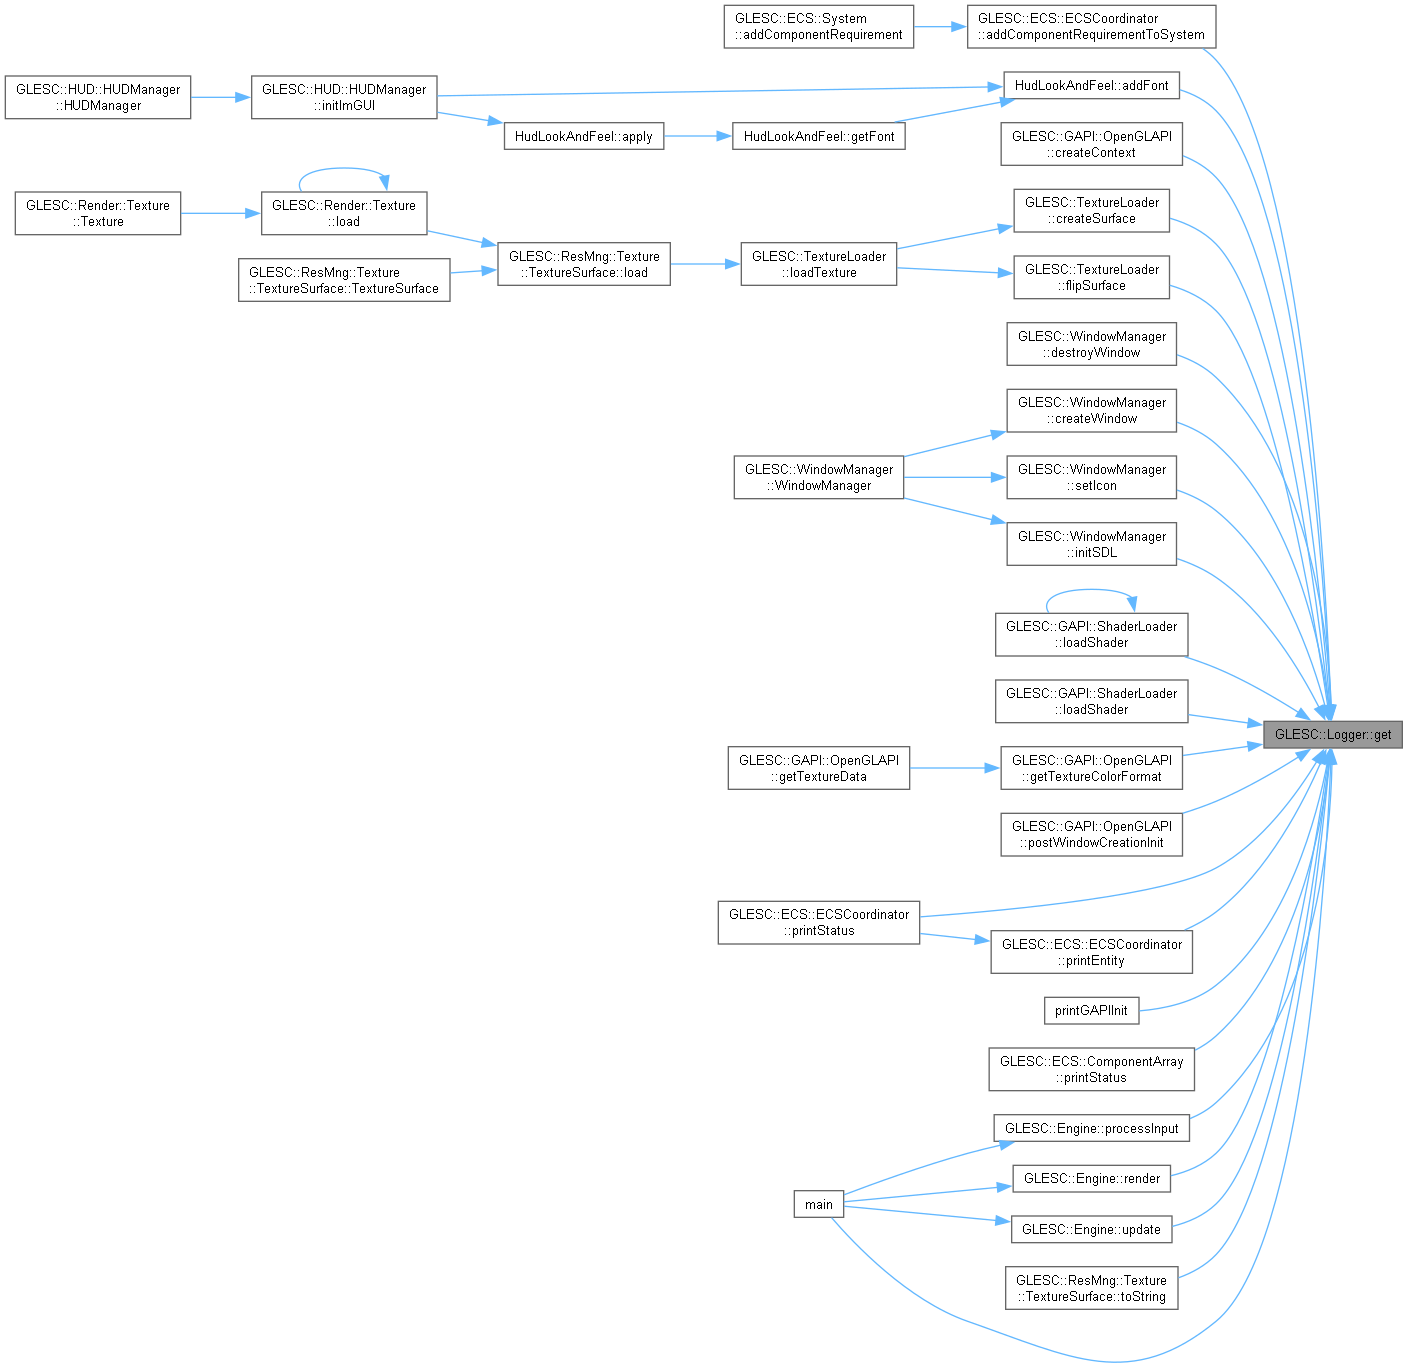 GLESC::ECS::System
::addComponentRequirement
GLESC::ECS::ECSCoordinator
::addComponentRequirementToSystem
GLESC::HUD::HUDManager
::HUDManager
GLESC::HUD::HUDManager
::initImGUI
HudLookAndFeel::addFont
HudLookAndFeel::apply
HudLookAndFeel::getFont
GLESC::GAPI::OpenGLAPI
::createContext
GLESC::Render::Texture
::Texture
GLESC::Render::Texture
::load
GLESC::TextureLoader
::createSurface
GLESC::ResMng::Texture
::TextureSurface::TextureSurface
GLESC::ResMng::Texture
::TextureSurface::load
GLESC::TextureLoader
::loadTexture
GLESC::TextureLoader
::flipSurface
GLESC::WindowManager
::destroyWindow
GLESC::WindowManager
::createWindow
GLESC::WindowManager
::WindowManager
GLESC::WindowManager
::setIcon
GLESC::WindowManager
::initSDL
GLESC::GAPI::ShaderLoader
::loadShader
GLESC::GAPI::ShaderLoader
::loadShader
GLESC::Logger::get
GLESC::GAPI::OpenGLAPI
::getTextureData
GLESC::GAPI::OpenGLAPI
::getTextureColorFormat
GLESC::GAPI::OpenGLAPI
::postWindowCreationInit
GLESC::ECS::ECSCoordinator
::printStatus
GLESC::ECS::ECSCoordinator
::printEntity
printGAPIInit
GLESC::ECS::ComponentArray
::printStatus
GLESC::Engine::processInput
GLESC::Engine::render
main
GLESC::Engine::update
GLESC::ResMng::Texture
::TextureSurface::toString